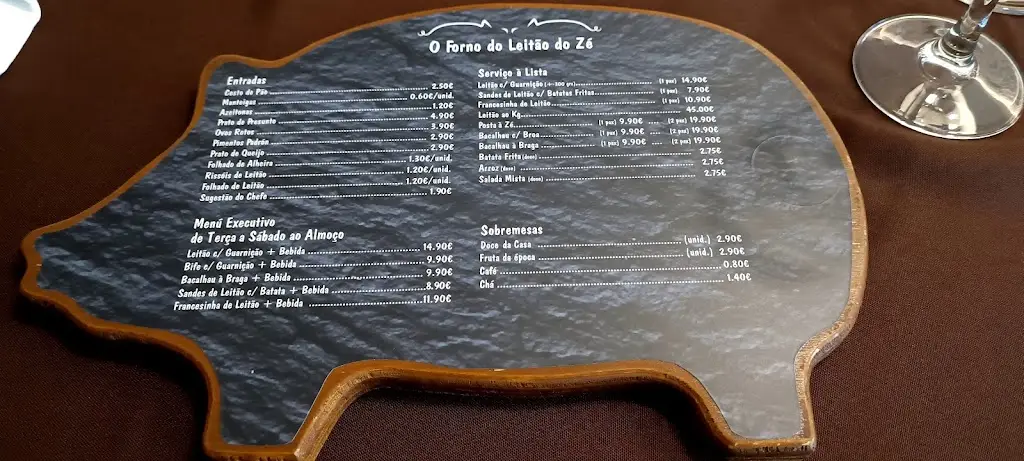 O Forno do Leitão do Zé
Entradas
Cesto de Pão 2.50€
Manteigas 0.60€/unid.
Azeitonas 1.20€
Prato de Presunto 4.90€
Ovos Rotos 3.90€
Pimentos Padrón 2.90€
Prato de Queijo 2.90€
Folhado de Alheira 1.30€/unid.
Rissóis de Leitão 1.20€/unid.
Folhado de Leitão 1.20€/unid.
Sugestão do Chefe 1.90€
Menú Executivo
de Terça a Sábado ao Almoço
Leitão c/ Guarnição + Bebida 14.90€
Bife c/ Guarnição + Bebida 9.90€
Bacalhau à Braga + Bebida 9.90€
Sandes de Leitão c/ Batata + Bebida 8.90€
Francesinha de Leitão + Bebida 11.90€
Serviço à Lista
Leitão c/ Guarnição (+-300 gr) (1 pax) 14.90€
Sandes de Leitão c/ Batatas Fritas (1 pax) 7.90€
Francesinha de Leitão (1 pax) 10.90€
Leitão ao Kg 45.00€
Posta à Zé (1 pax) 9.90€ (2 pax) 19.90€
Bacalhau c/ Broa (1 pax) 9.90€ (2 pax) 19.90€
Bacalhau à Braga (1 pax) 9.90€ (2 pax) 19.90€
Batata Frita (dose) 2.75€
Arroz (dose) 2.75€
Salada Mista (dose) 2.75€
Sobremesas
Doce da Casa (unid.) 2.90€
Fruta da época (unid.) 2.90€
Café 0.80€
Chá 1.40€